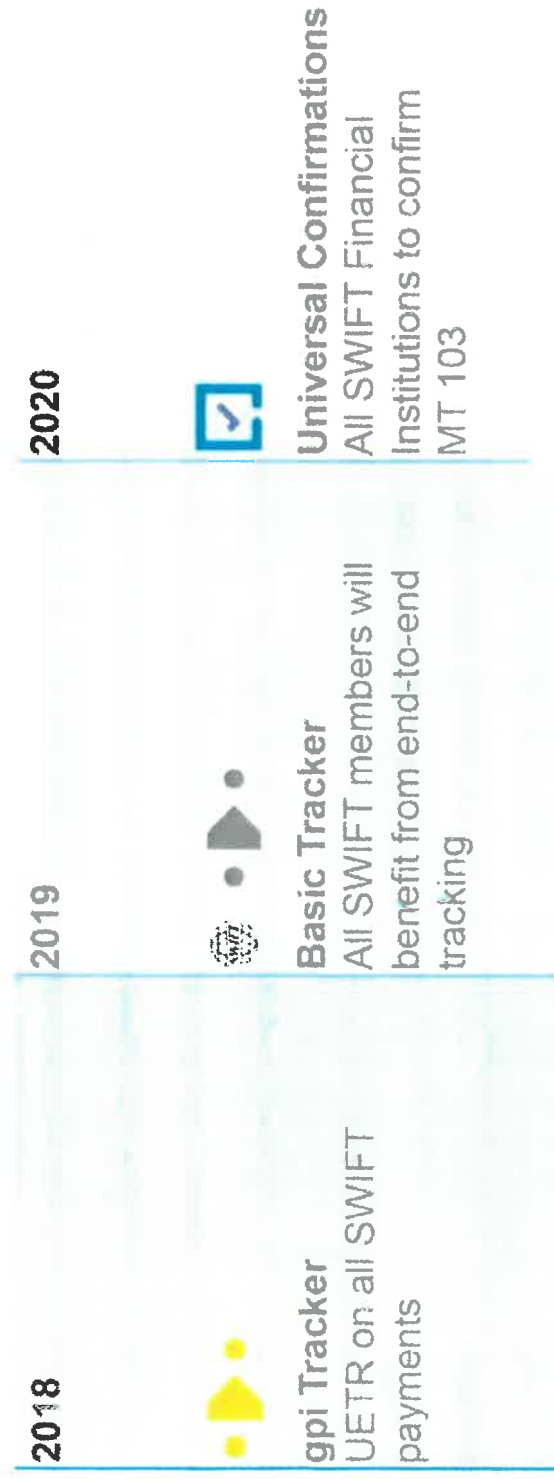 2018
gpi Tracker
UETR on all SWIFT
payments
2019
SWIFT
Basic Tracker
All SWIFT members will
benefit from end-to-end
tracking
2020
Universal Confirmations
All SWIFT Financial
Institutions to confirm
MT 103